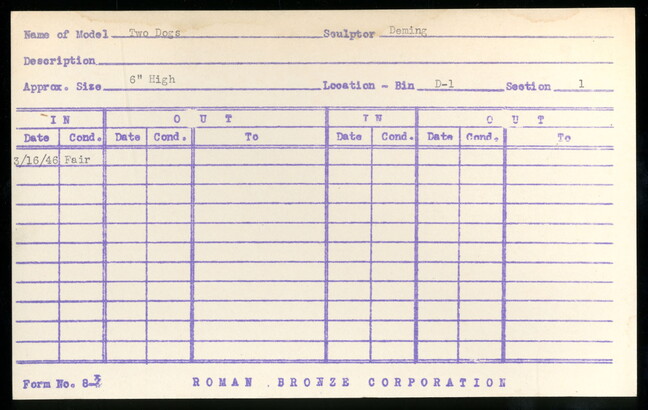 Name of Model Two Dogs Sculptor Deming
Description
Approx. Size 6" High Location - Bin D-1 Section 1
IN OUT IN OUT
Date Cond. Date Cond. To Date Cond. Date Cond. To
3/16/46 Fair
Form No. 8-3 ROMAN BRONZE CORPORATION